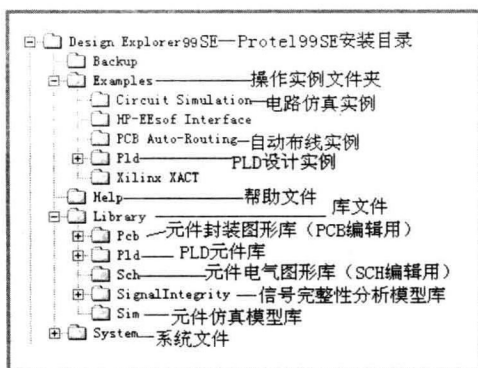 Design Explorer99SE—Protel99SE安装目录
Backup
Examples——操作实例文件夹
Circuit Simulation—电路仿真实例
HP-EEsof Interface
PCB Auto-Routing—自动布线实例
Pld——PLD设计实例
Xilinx XACT
Help——帮助文件
Library——库文件
Pcb—元件封装图形库（PCB编辑用）
Pld——PLD元件库
Sch——元件电气图形库（SCH编辑用）
SignalIntegrity—信号完整性分析模型库
Sim—元件仿真模型库
System—系统文件